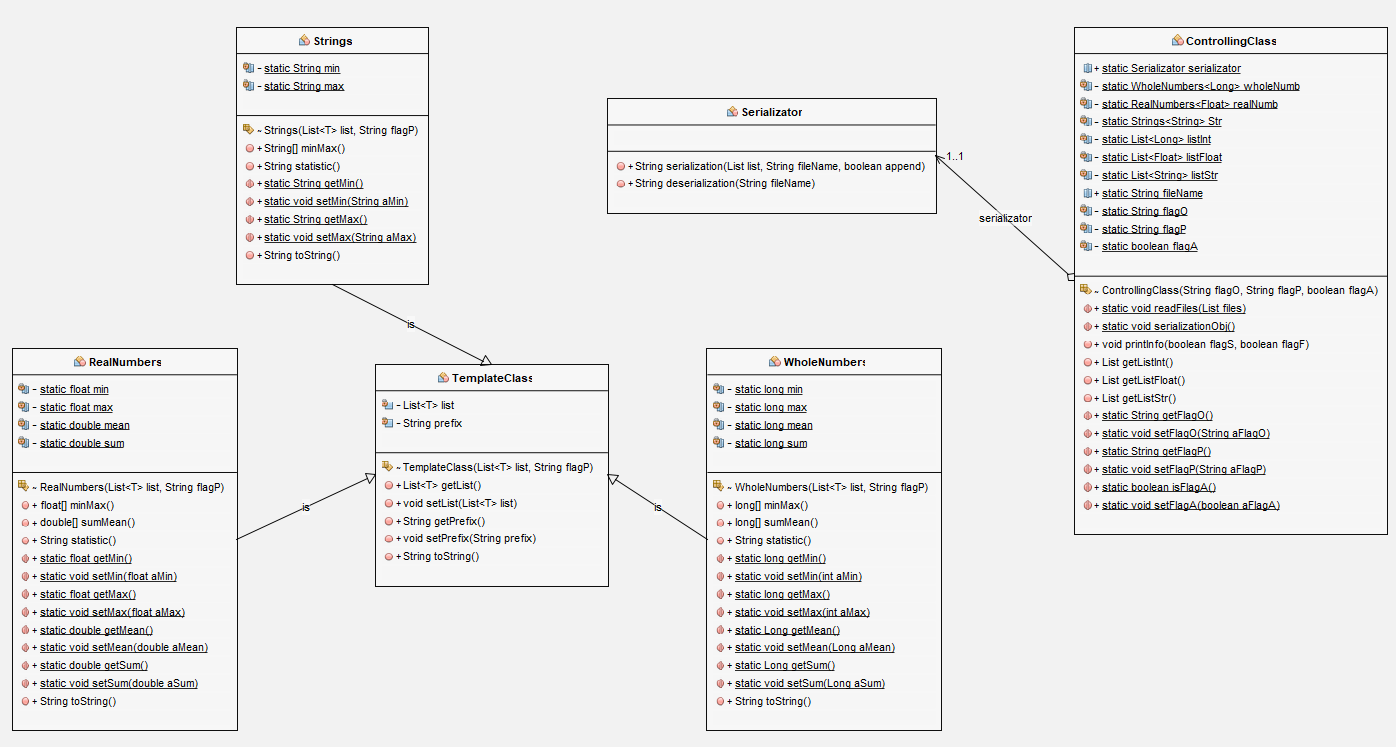 Strings
- static String min
- static String max
~ Strings(List<T> list, String flagP)
+ String[] minMax()
+ String statistic()
+ static String getMin()
+ static void setMin(String aMin)
+ static String getMax()
+ static void setMax(String aMax)
+ String toString()
Serializator
+ String serialization(List list, String fileName, boolean append)
+ String deserialization(String fileName)
1..1
serializator
ControllingClass
+ static Serializator serializator
- static WholeNumbers<Long> wholeNumb
- static RealNumbers<Float> realNumb
- static Strings<String> Str
- static List<Long> listInt
- static List<Float> listFloat
- static List<String> listStr
+ static String fileName
- static String flagO
- static String flagP
- static boolean flagA
~ ControllingClass(String flagO, String flagP, boolean flagA)
+ static void readFiles(List files)
+ static void serializationObj()
+ void printInfo(boolean flagS, boolean flagF)
+ List getListInt()
+ List getListFloat()
+ List getListStr()
+ static String getFlagO()
+ static void setFlagO(String aFlagO)
+ static String getFlagP()
+ static void setFlagP(String aFlagP)
+ static boolean isFlagA()
+ static void setFlagA(boolean aFlagA)
is
RealNumbers
- static float min
- static float max
- static double mean
- static double sum
~ RealNumbers(List<T> list, String flagP)
+ float[] minMax()
+ double[] sumMean()
+ String statistic()
+ static float getMin()
+ static void setMin(float aMin)
+ static float getMax()
+ static void setMax(float aMax)
+ static double getMean()
+ static void setMean(double aMean)
+ static double getSum()
+ static void setSum(double aSum)
+ String toString()
is
TemplateClass
- List<T> list
- String prefix
~ TemplateClass(List<T> list, String flagP)
+ List<T> getList()
+ void setList(List<T> list)
+ String getPrefix()
+ void setPrefix(String prefix)
+ String toString()
is
WholeNumbers
- static long min
- static long max
- static long mean
- static long sum
~ WholeNumbers(List<T> list, String flagP)
+ long[] minMax()
+ long[] sumMean()
+ String statistic()
+ static long getMin()
+ static void setMin(int aMin)
+ static long getMax()
+ static void setMax(int aMax)
+ static Long getMean()
+ static void setMean(Long aMean)
+ static Long getSum()
+ static void setSum(Long aSum)
+ String toString()